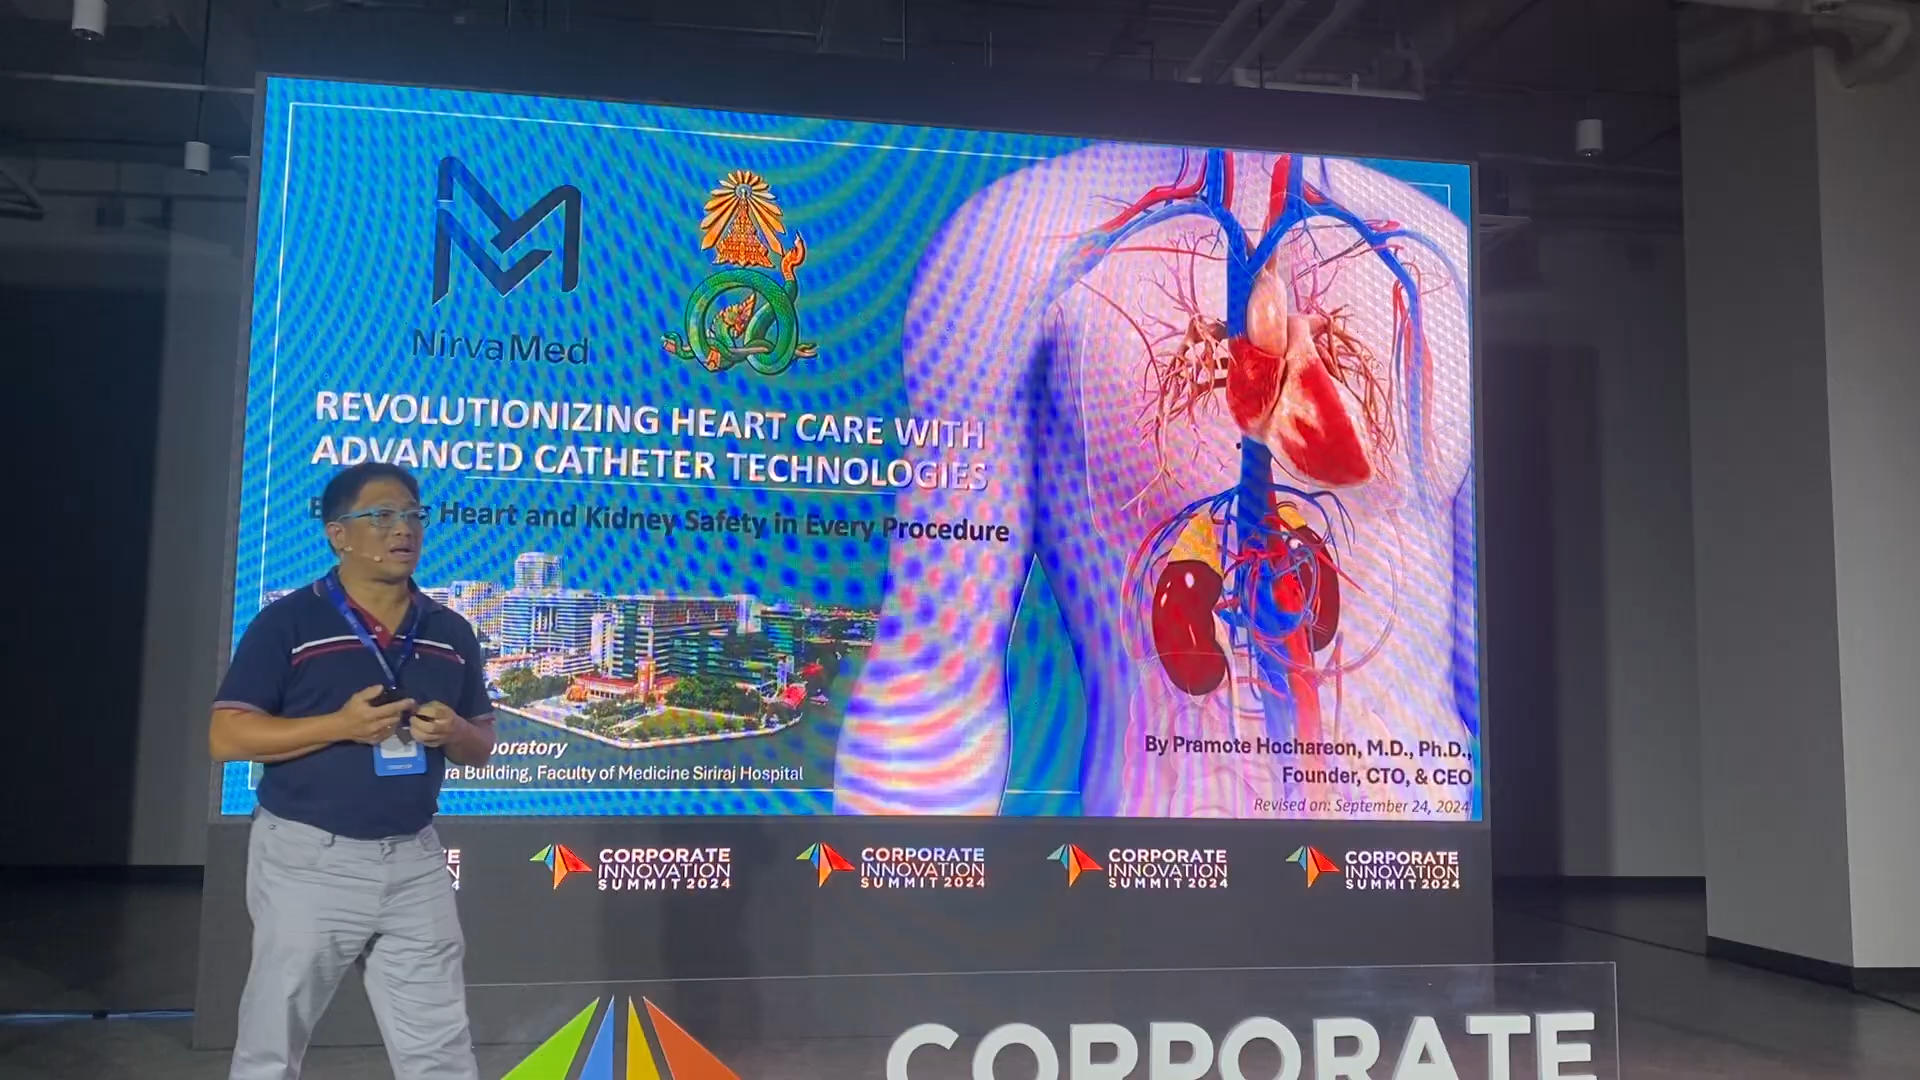 NirvaMed
REVOLUTIONIZING HEART CARE WITH
ADVANCED CATHETER TECHNOLOGIES
Heart and Kidney Safety in Every Procedure
Building, Faculty of Medicine Siriraj Hospital
By Pramote Hochareon, M.D., Ph.D.,
Founder, CTO, & CEO
Revised on: September 24, 2024
CORPORATE
INNOVATION
SUMMIT 2024
CORPORATE
INNOVATION
SUMMIT 2024
CORPORATE
INNOVATION
SUMMIT 2024
CORPORATE
INNOVATION
SUMMIT 2024
CORPORATE